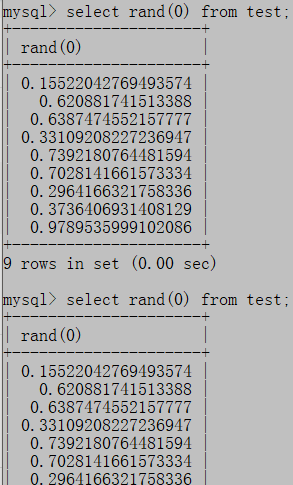 mysql> select rand(0) from test;
+---------------------+
| rand(0)             |
+---------------------+
| 0.15522042769493574 |
|   0.620881741513388 |
|  0.6387474552157777 |
| 0.33109208227236947 |
|  0.7392180764481594 |
|  0.7028141661573334 |
|  0.2964166321758336 |
|  0.3736406931408129 |
|  0.9789535999102086 |
+---------------------+
9 rows in set (0.00 sec)
mysql> select rand(0) from test;
+---------------------+
| rand(0)             |
+---------------------+
| 0.15522042769493574 |
|   0.620881741513388 |
|  0.6387474552157777 |
| 0.33109208227236947 |
|  0.7392180764481594 |
|  0.7028141661573334 |
|  0.2964166321758336 |